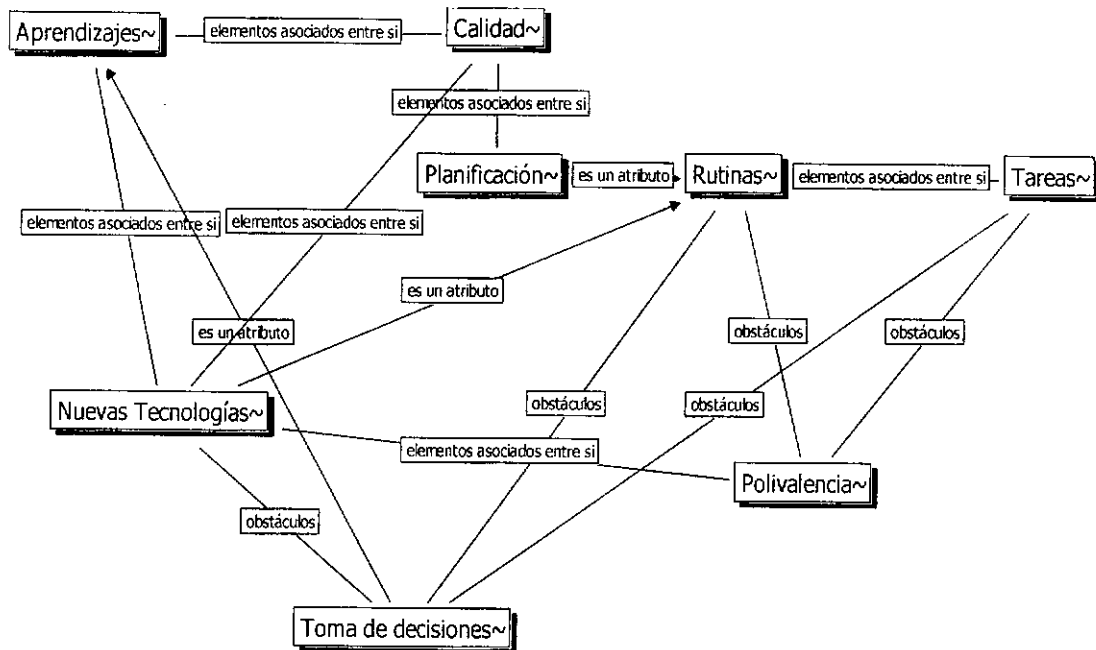 Aprendizajes~
elementos asociados entre si
Calidad~
elementos asociados entre si
Planificación~
es un atributo
Rutinas~
elementos asociados entre si
Tareas~
elementos asociados entre si
elementos asociados entre si
es un atributo
es un atributo
obstáculos
obstáculos
Nuevas Tecnologías~
obstáculos
obstáculos
elementos asociados entre si
Polivalencia~
obstáculos
Toma de decisiones~